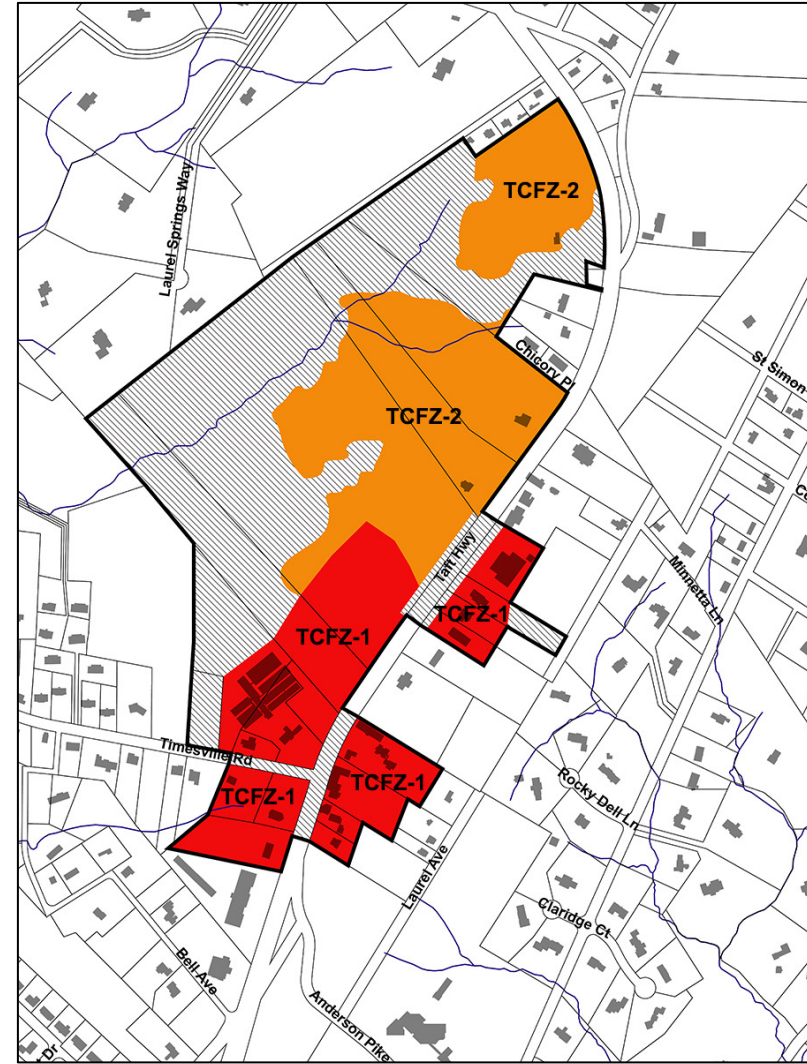 TCFZ-2
Laurel Springs Way
Chicory Pl
St Simon
TCFZ-2
Taft Hwy
Minnetta Ln
TCFZ-1
TCFZ-1
Timesville Rd
TCFZ-1
TCFZ-1
Rocky Dell Ln
Laurel Ave
Claridge Ct
Bell Ave
Anderson Pike
Dr